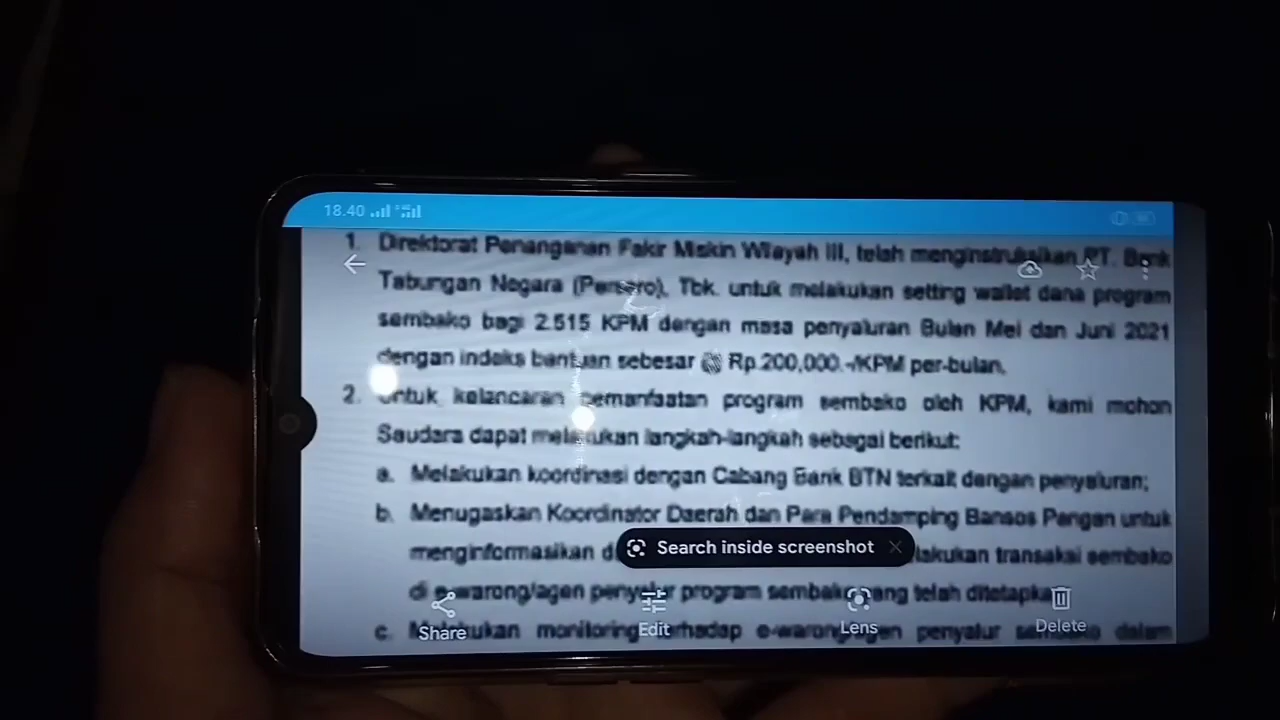 18.40
1. Direktorat Penanganan Fakir Miskin Wilayah III, telah menginstruksikan PT. Bank
Tabungan Negara (Persero), Tbk. untuk melakukan setting wallet dana program
sembako bagi 2.515 KPM dengan masa penyaluran Bulan Mei dan Juni 2021
dengan indeks bantuan sebesar @ Rp.200,000.-/KPM per-bulan.
2. Untuk kelancaran pemanfaatan program sembako oleh KPM, kami mohon
Saudara dapat melakukan langkah-langkah sebagai berikut:
a. Melakukan koordinasi dengan Cabang Bank BTN terkait dengan penyaluran;
b. Menugaskan Koordinator Daerah dan Para Pendamping Bansos Pangan untuk
menginformasikan lakukan transaksi sembako
Search inside screenshot
di e-warong/agen penyalur program sembako yang telah ditetapka
c. Melakukan monitoring terhadap e-warong/agen penyalur dalam
Share Edit Lens Delete